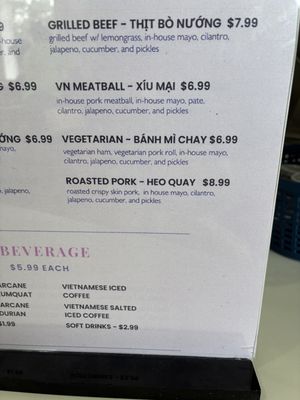 GRILLED BEEF - THỊT BÒ NƯỚNG $7.99
grilled beef w/ lemongrass, in-house mayo, cilantro,
jalapeno, cucumber, and pickles
$6.99
VN MEATBALL - XÍU MẠI $6.99
in-house pork meatball, in-house mayo, pate,
cilantro, jalapeno, cucumber, and pickles
$6.99
VEGETARIAN - BÁNH MÌ CHAY $6.99
mayo,
vegetarian ham, vegetarian pork roll, in-house mayo,
cilantro, jalapeno, cucumber, and pickles
ROASTED PORK - HEO QUAY $8.99
jalapeno,
roasted crispy skin pork, in house mayo, cilantro,
jalapeno, cucumber, and pickles
BEVERAGE
$5.99 EACH
VIETNAMESE ICED
COFFEE
VIETNAMESE SALTED
ICED COFFEE
SOFT DRINKS - $2.99